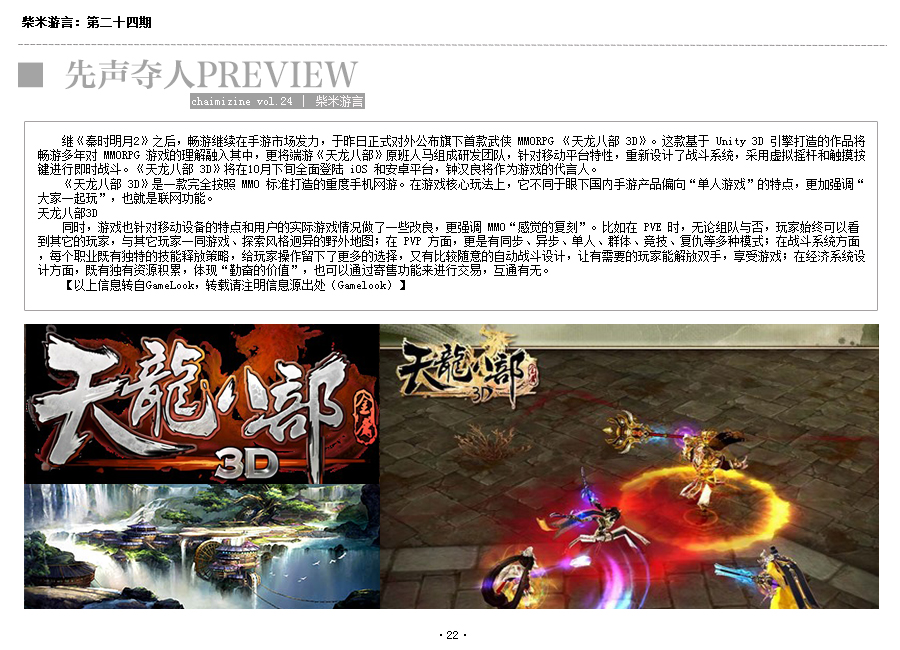 柴米游言：第二十四期
先声夺人PREVIEW
chaimizine vol.24 | 柴米游言
继《秦时明月2》之后，畅游继续在手游市场发力，于昨日正式对外公布旗下首款武侠 MMORPG 《天龙八部 3D》。这款基于 Unity 3D 引擎打造的作品将
畅游多年对 MMORPG 游戏的理解融入其中，更将端游《天龙八部》原班人马组成研发团队，针对移动平台特性，重新设计了战斗系统，采用虚拟摇杆和触摸按
键进行即时战斗。《天龙八部 3D》将在10月下旬全面登陆 iOS 和安卓平台，钟汉良将作为游戏的代言人。
《天龙八部 3D》是一款完全按照 MMO 标准打造的重度手机网游。在游戏核心玩法上，它不同于眼下国内手游产品偏向“单人游戏”的特点，更加强调“
大家一起玩”，也就是联网功能。
天龙八部3D
同时，游戏也针对移动设备的特点和用户的实际游戏情况做了一些改良，更强调 MMO“感觉的复刻”。比如在 PVE 时，无论组队与否，玩家始终可以看
到其它的玩家，与其它玩家一同游戏、探索风格迥异的野外地图；在 PVP 方面，更是有同步、异步、单人、群体、竞技、复仇等多种模式；在战斗系统方面
，每个职业既有独特的技能释放策略，给玩家操作留下了更多的选择，又有比较随意的自动战斗设计，让有需要的玩家能解放双手，享受游戏；在经济系统设
计方面，既有独有资源积累，体现“勤奋的价值”，也可以通过寄售功能来进行交易，互通有无。
【以上信息转自GameLook，转载请注明信息源出处（Gamelook）】
天龍八部
3D
天龍八部
3D
·22·